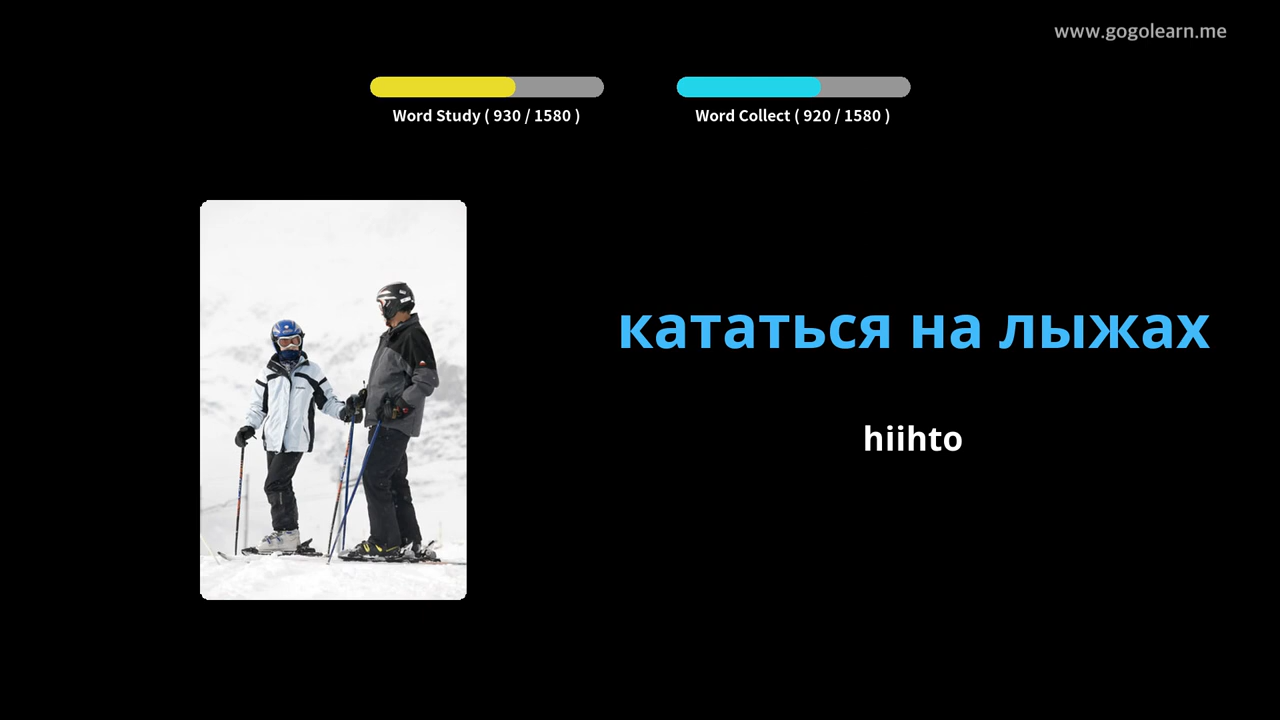 www.gogolearn.me
Word Study ( 930 / 1580 )
Word Collect ( 920 / 1580 )
кататься на лыжах
hiihto